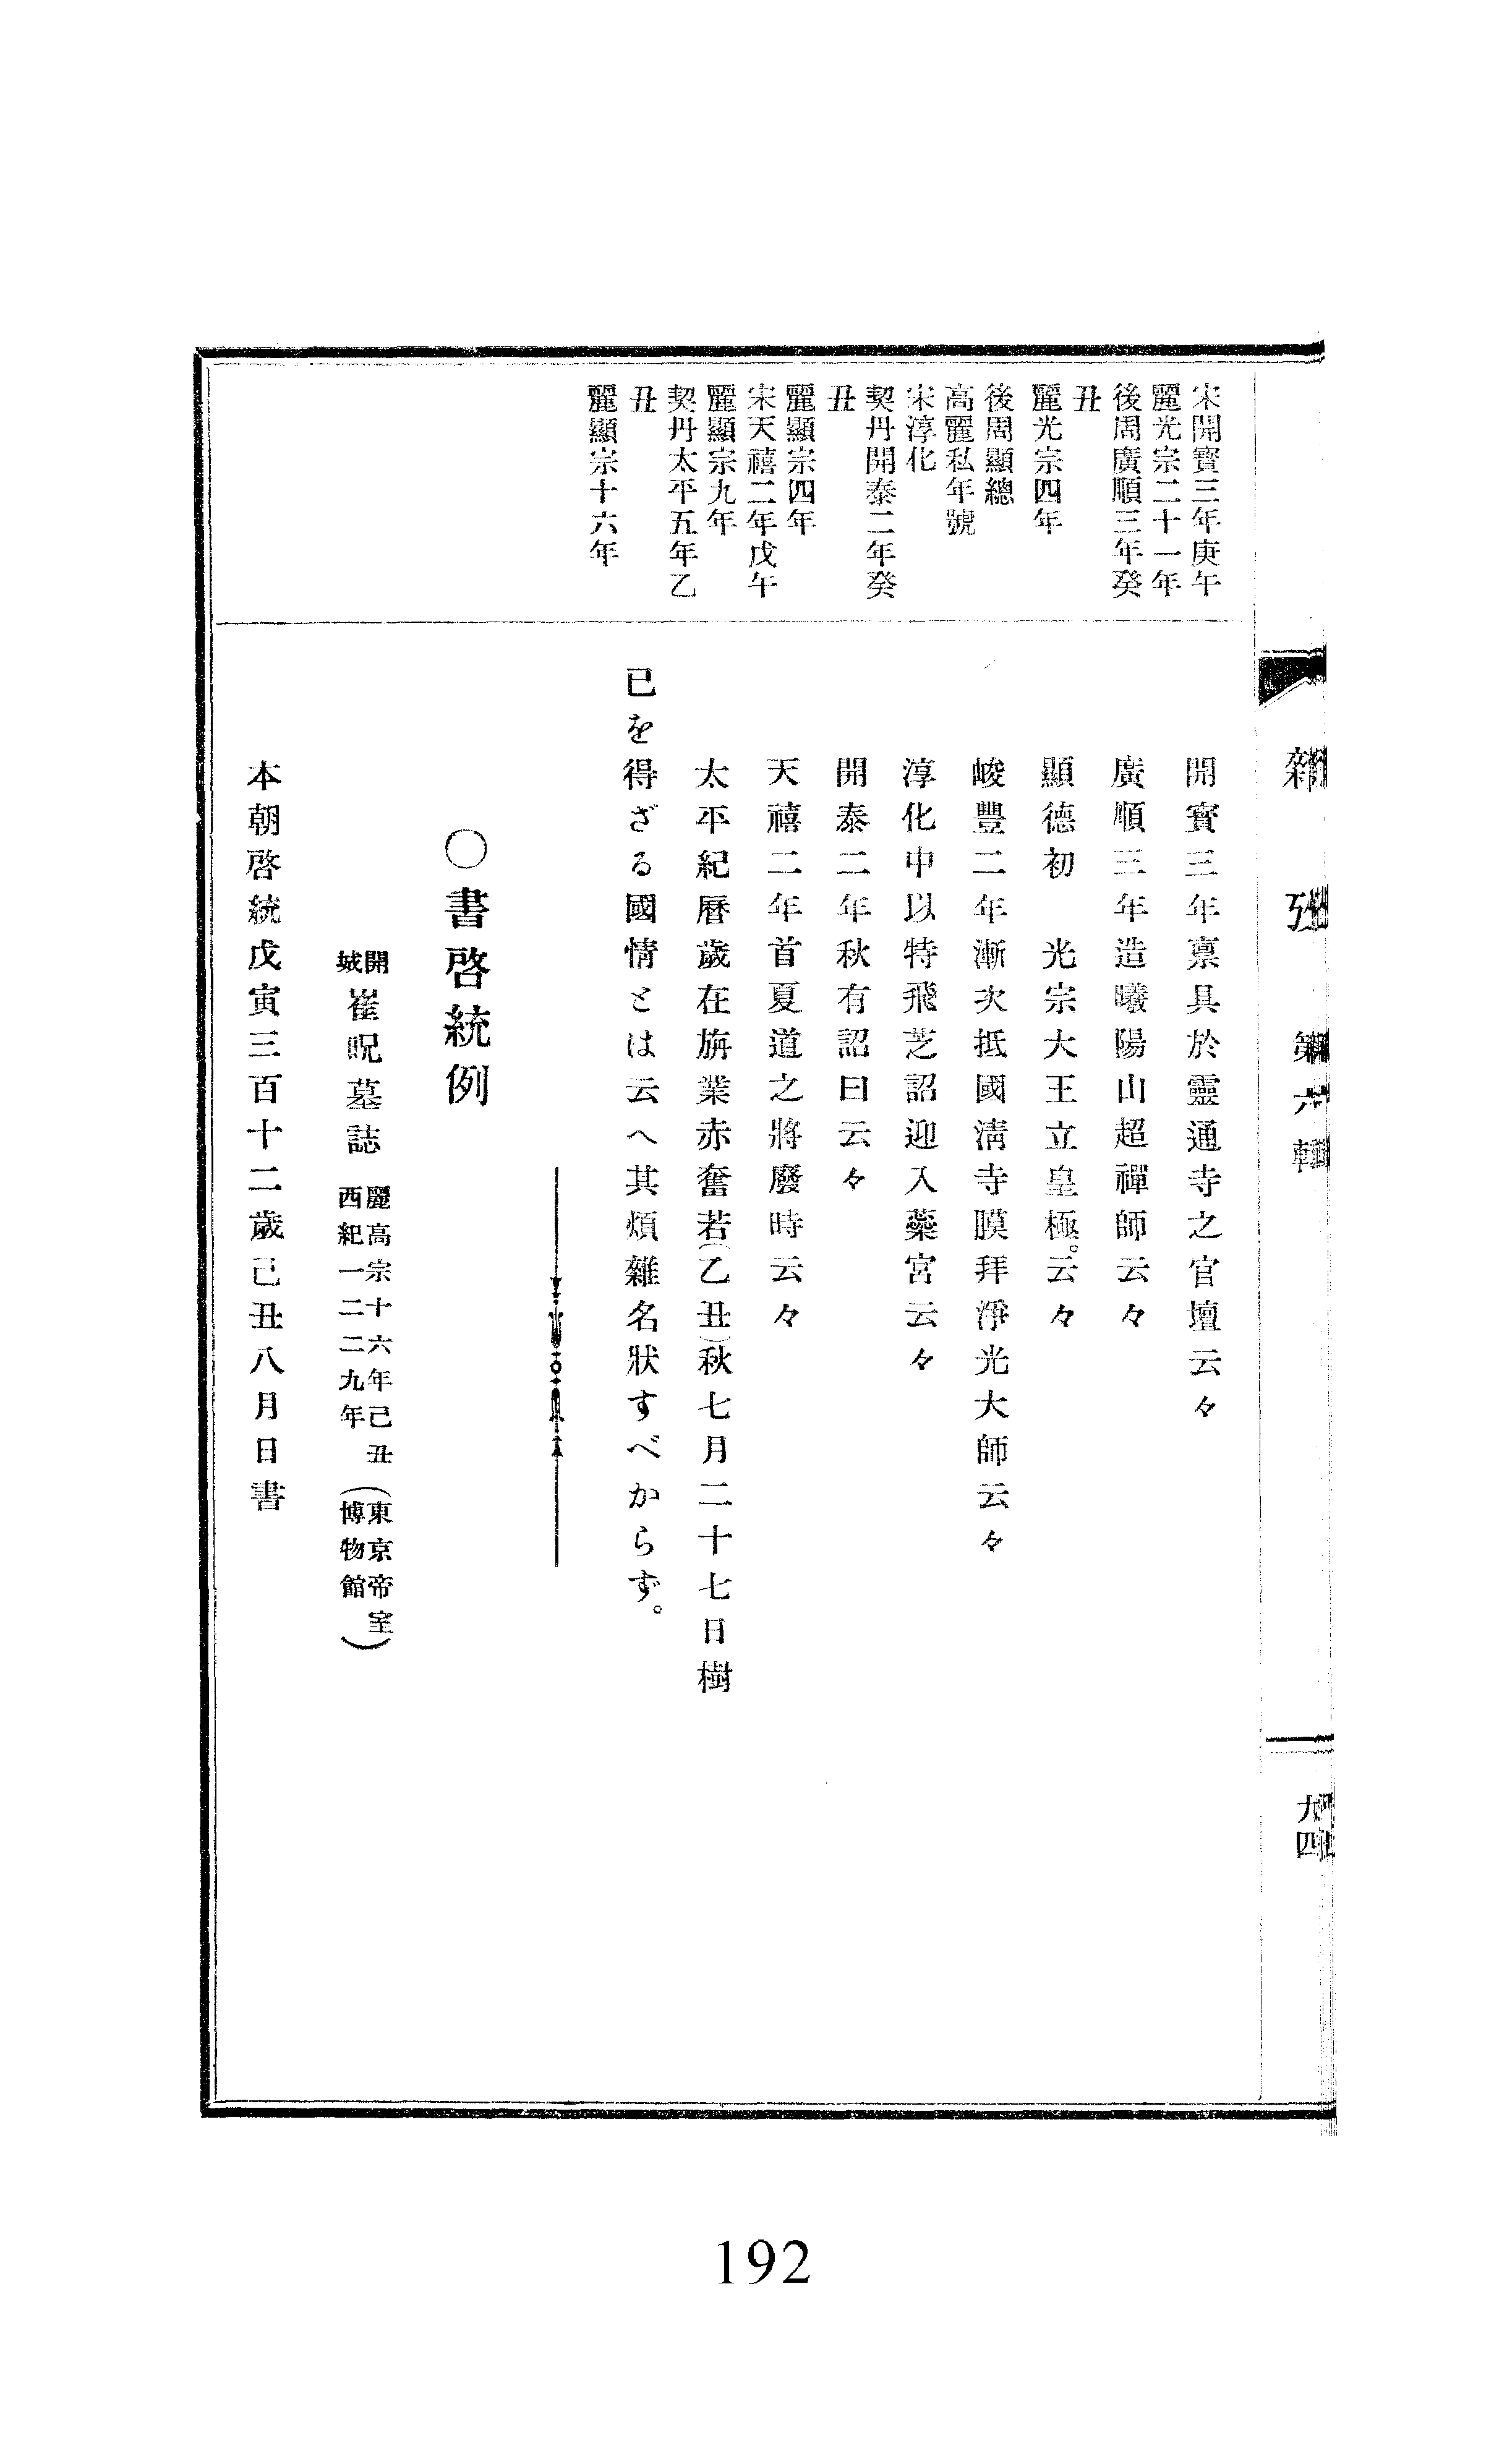 雜攷 第六輯
九四
宋開寶三年庚午
麗光宗二十一年
後周廣順三年癸
丑
麗光宗四年
後周顯總
高麗私年號
宋淳化
契丹開泰二年癸
丑
麗顯宗四年
宋天禧二年戊午
麗顯宗九年
契丹太平五年乙
丑
麗顯宗十六年
開寶三年禀具於靈通寺之官壇云々
廣順三年造曦陽山超禪師云々
顯德初 光宗大王立皇極。云々
峻豐二年漸次抵國淸寺膜拜淨光大師云々
淳化中以特飛芝詔迎入蘂宮云々
開泰二年秋有詔曰云々
天禧二年首夏道之將廢時云々
太平紀曆歲在旃業赤奮若(乙丑)秋七月二十七日樹
已を得ざる國情とは云へ其煩雜名狀すべからず。
〇書啓統例
開城 崔呪墓誌 麗高宗十六年己丑 西紀一二二九年 (東京帝室博物館)
本朝啓統戊寅三百十二歲己丑八月日書
192